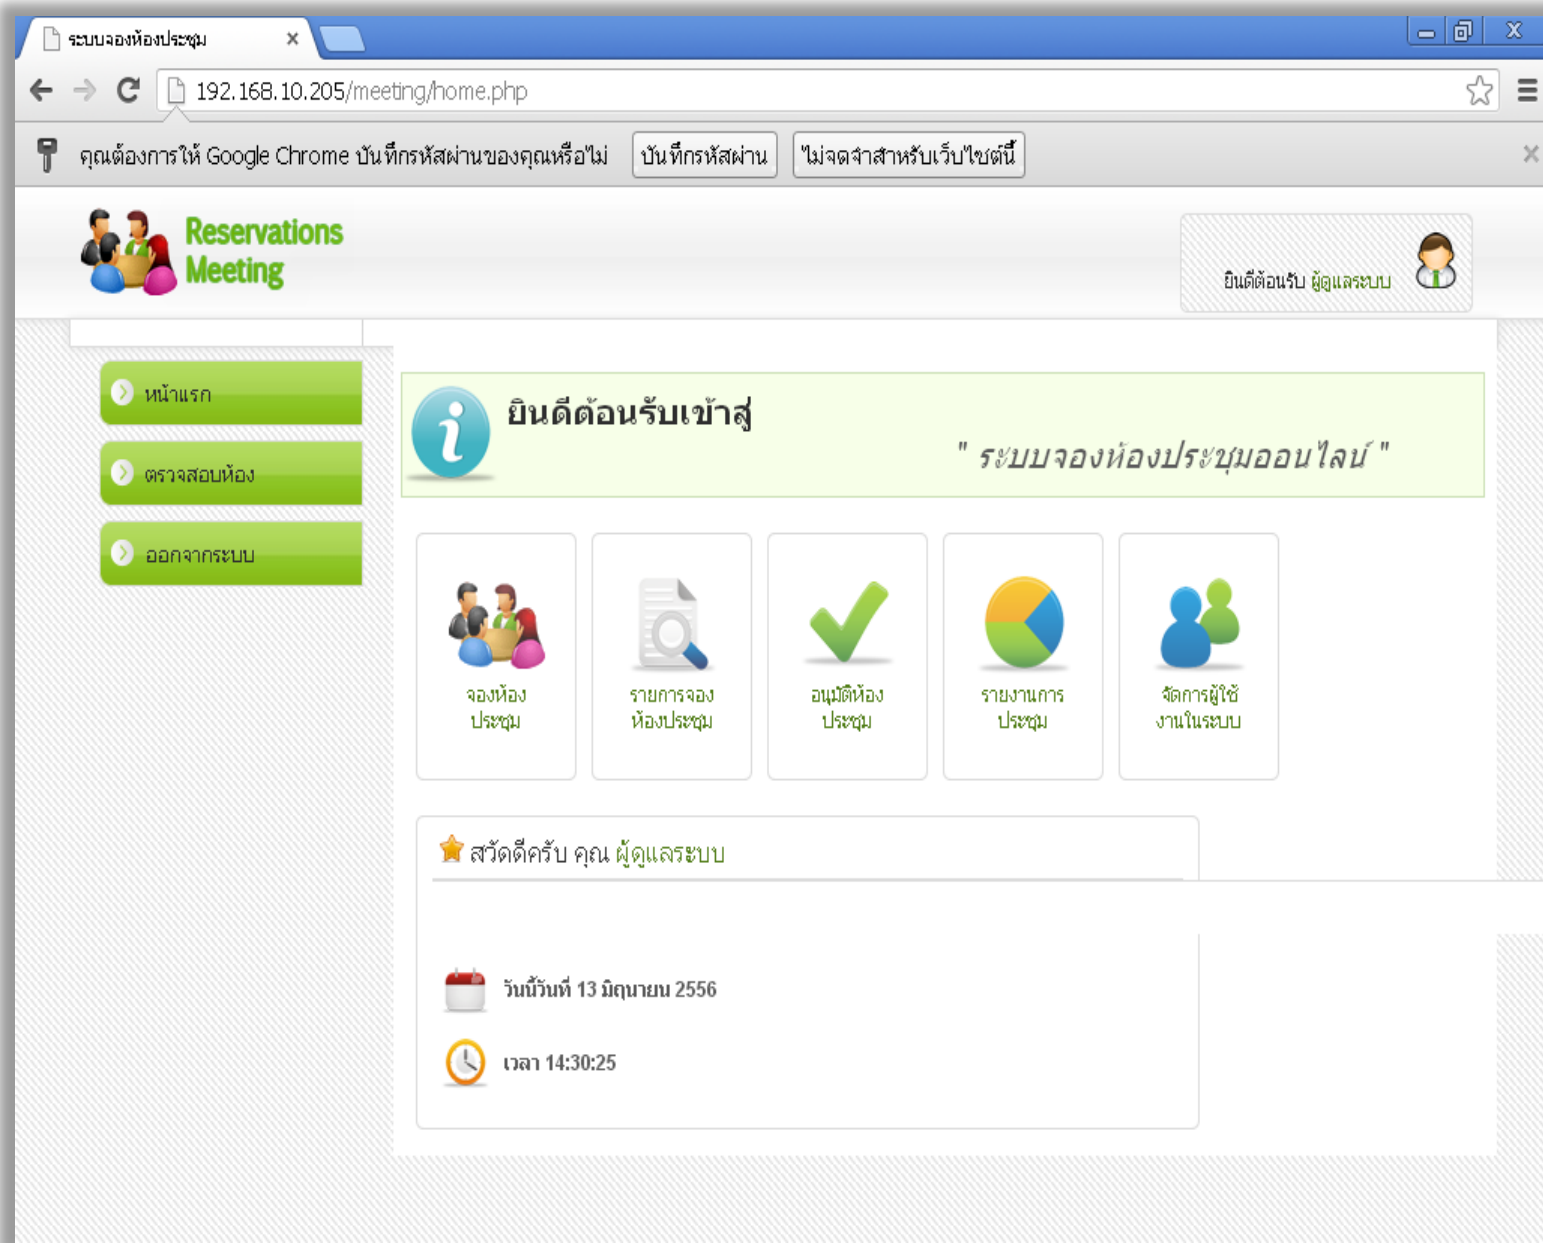 ระบบจองห้องประชุม
192.168.10.205/meeting/home.php
คุณต้องการให้ Google Chrome บันทึกรหัสผ่านของคุณหรือไม่ บันทึกรหัสผ่าน ไม่จดจำสำหรับเว็บไซต์นี้
Reservations
Meeting
ยินดีต้อนรับ ผู้ดูแลระบบ
หน้าแรก
ตรวจสอบห้อง
ออกจากระบบ
ยินดีต้อนรับเข้าสู่
" ระบบจองห้องประชุมออนไลน์ "
จองห้อง
ประชุม
รายการจอง
ห้องประชุม
อนุมัติห้อง
ประชุม
รายงานการ
ประชุม
จัดการผู้ใช้
งานในระบบ
สวัดดีครับ คุณ ผู้ดูแลระบบ
วันนี้วันที่ 13 มิถุนายน 2556
เวลา 14:30:25